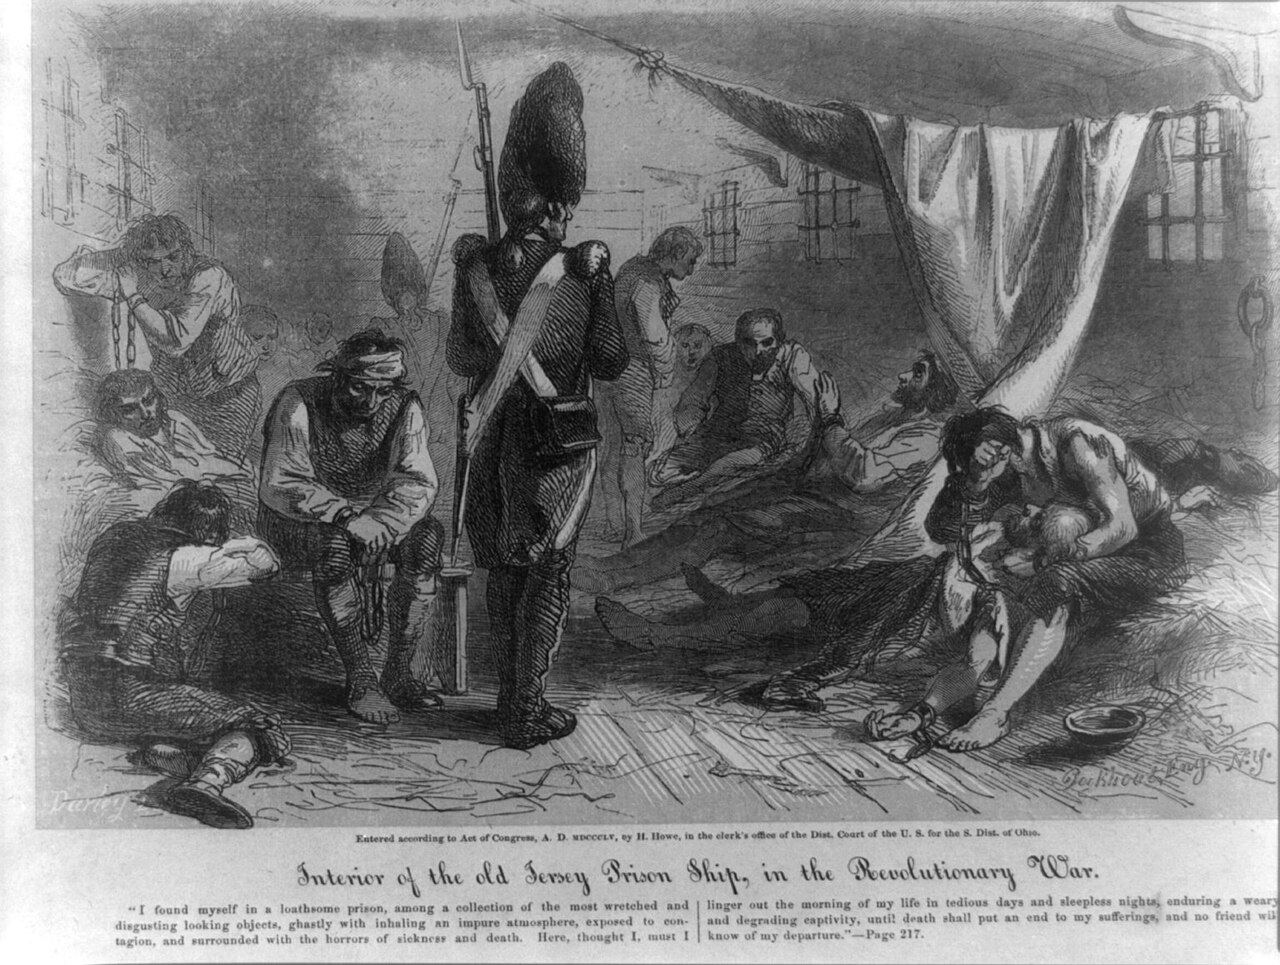 Darley
Bookhout Eng N.Y.
Entered according to Act of Congress, A. D. MDCCCLV, by H. Howe, in the clerk's office of the Dist. Court of the U. S. for the S. Dist. of Ohio.
Interior of the old Jersey Prison Ship, in the Revolutionary War.
"I found myself in a loathsome prison, among a collection of the most wretched and
disgusting looking objects, ghastly with inhaling an impure atmosphere, exposed to con-
tagion, and surrounded with the horrors of sickness and death. Here, thought I, must I
linger out the morning of my life in tedious days and sleepless nights, enduring a weary
and degrading captivity, until death shall put an end to my sufferings, and no friend wil
know of my departure."—Page 217.